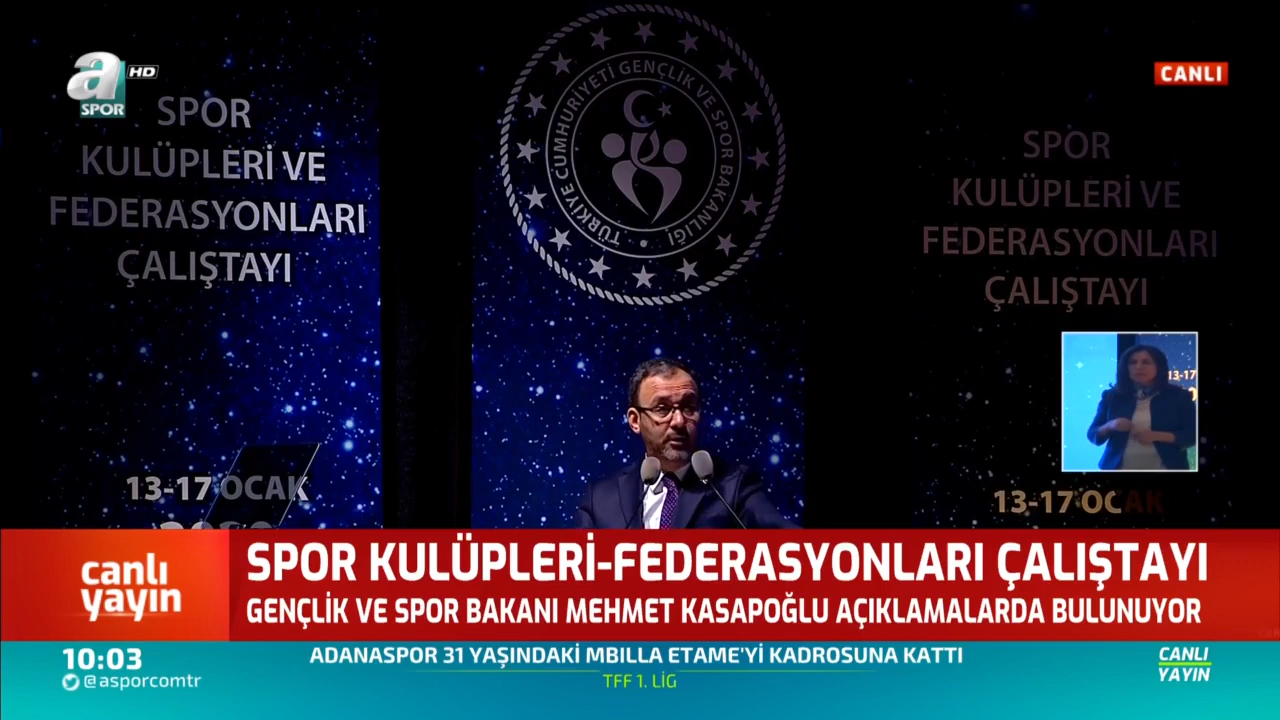 a
SPOR
HD
CANLI
SPOR
KULÜPLERİ VE
FEDERASYONLARI
ÇALIŞTAYI
13-17 OCAK
TÜRKİYE CUMHURİYETİ GENÇLİK VE SPOR BAKANLIĞI
SPOR
KULÜPLERİ VE
FEDERASYONLARI
ÇALIŞTAYI
13-17
13-17 OCAK
canlı
yayın
SPOR KULÜPLERİ-FEDERASYONLARI ÇALIŞTAYI
GENÇLİK VE SPOR BAKANI MEHMET KASAPOĞLU AÇIKLAMALARDA BULUNUYOR
10:03
@asporcomtr
ADANASPOR 31 YAŞINDAKİ MBILLA ETAME'Yİ KADROSUNA KATTI
TFF 1. LİG
CANLI
YAYIN